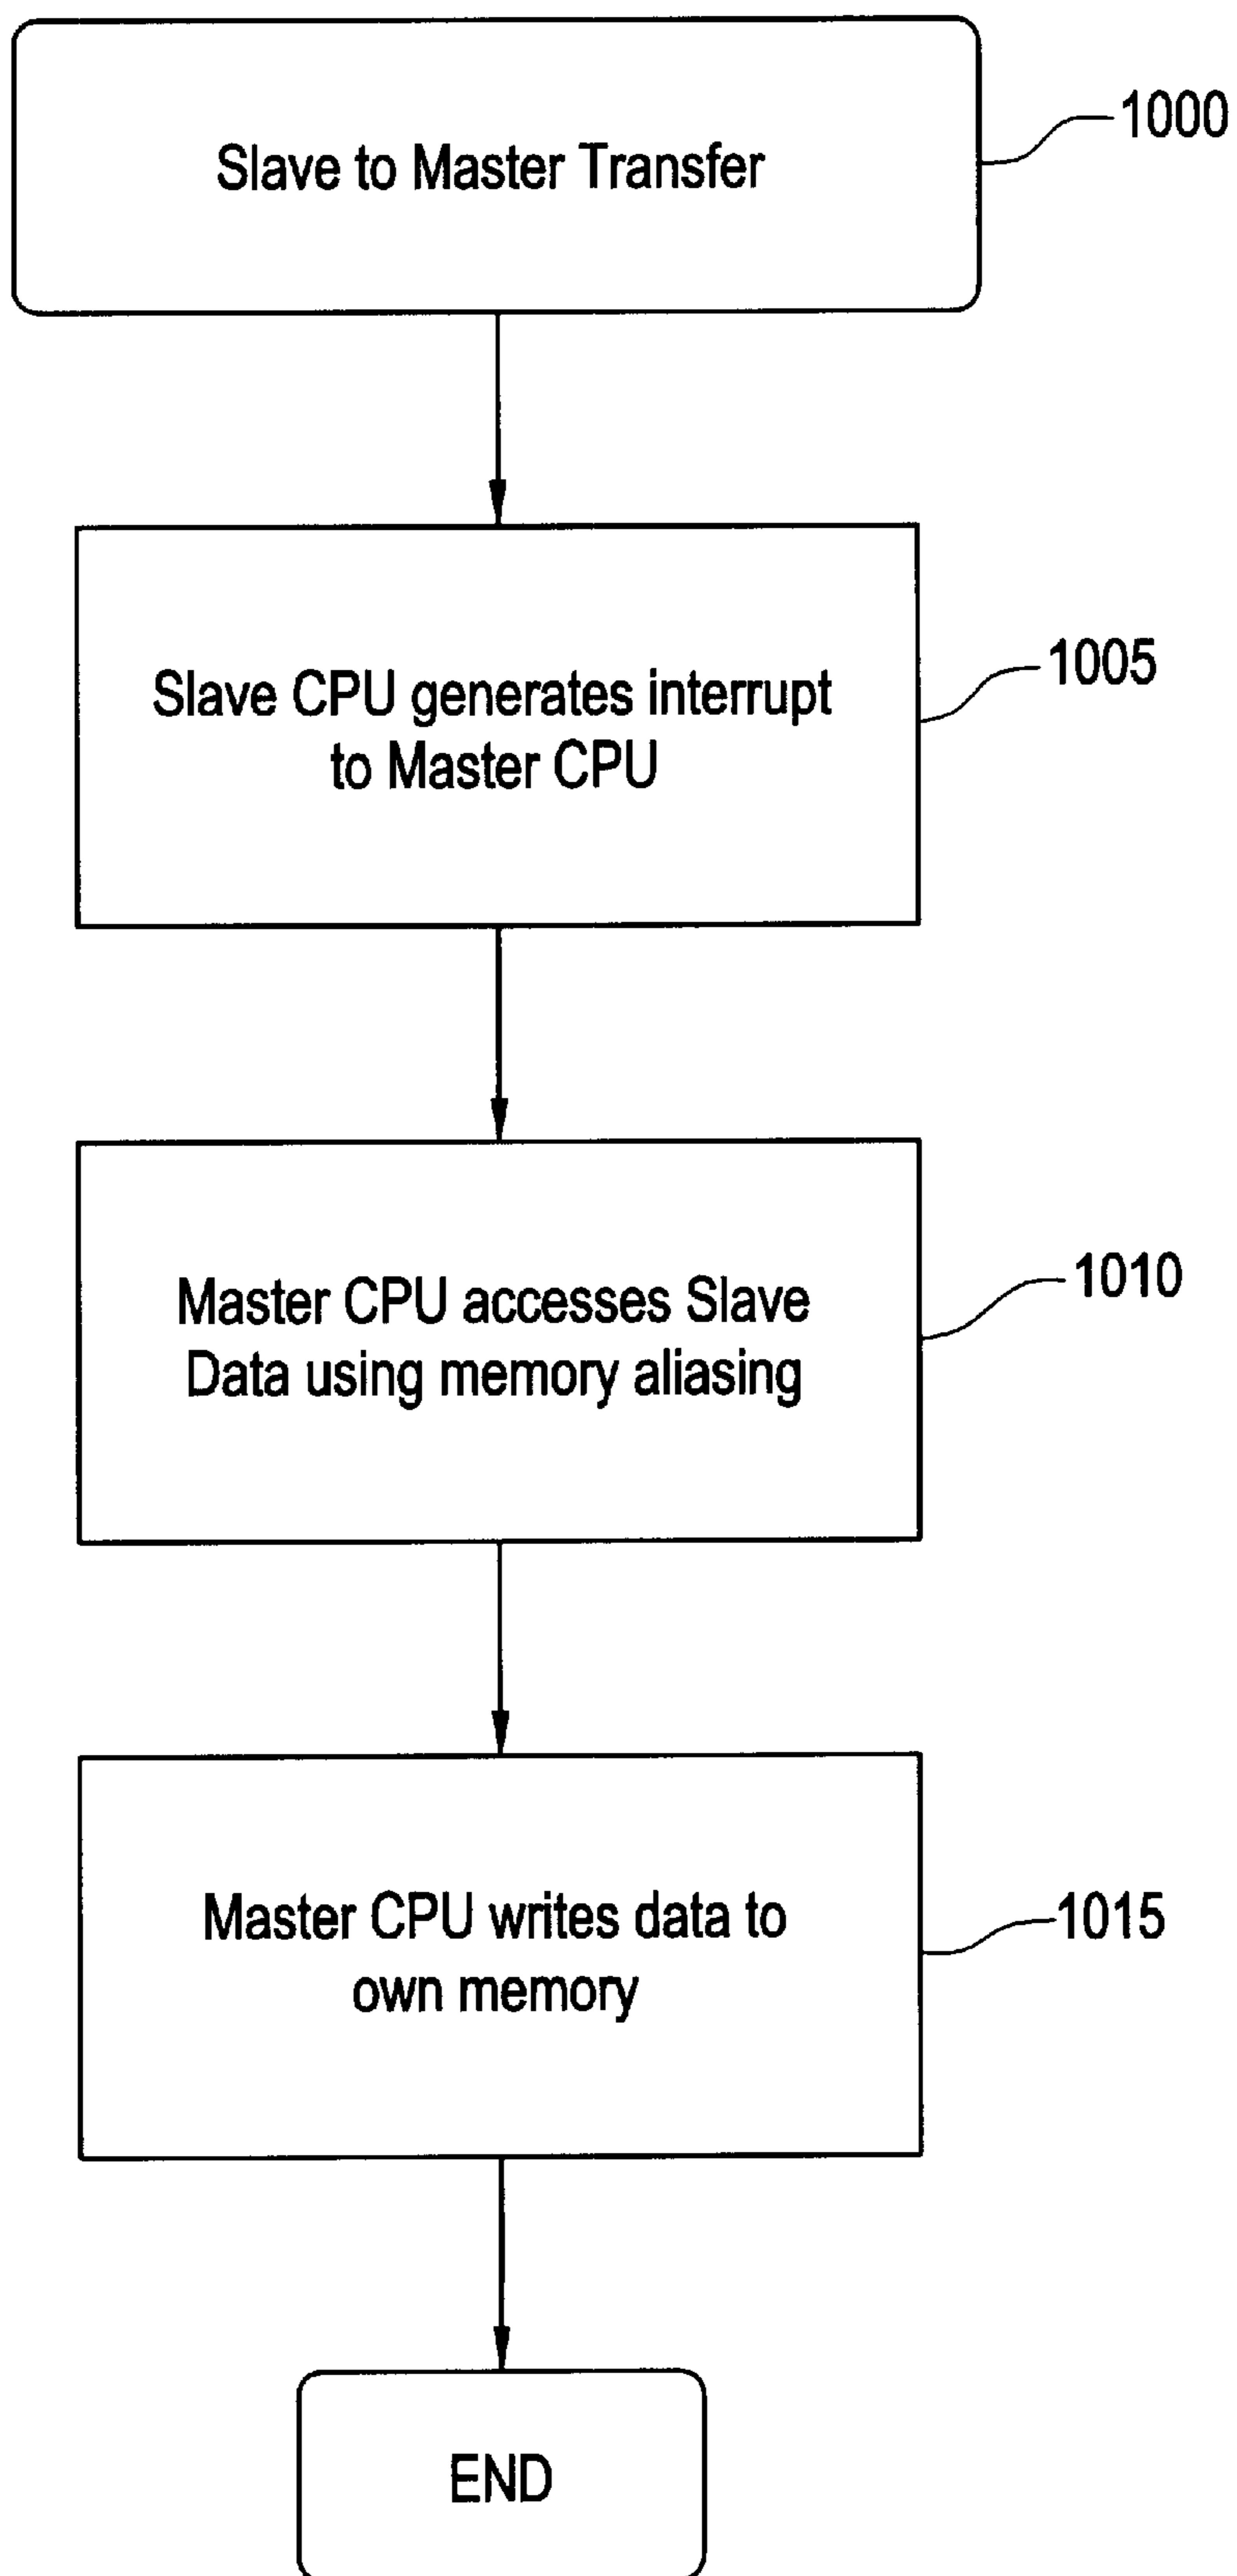 Slave to Master Transfer
1000
Slave CPU generates interrupt
to Master CPU
1005
Master CPU accesses Slave
Data using memory aliasing
1010
Master CPU writes data to
own memory
1015
END